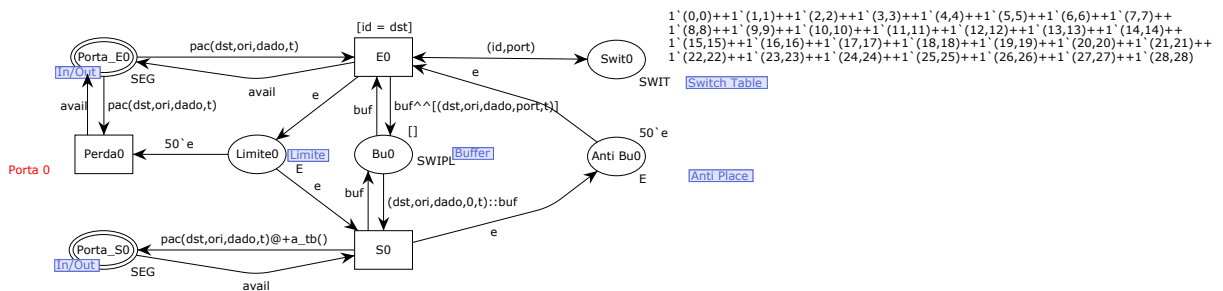 1`(0,0)++1`(1,1)++1`(2,2)++1`(3,3)++1`(4,4)++1`(5,5)++1`(6,6)++1`(7,7)++
1`(8,8)++1`(9,9)++1`(10,10)++1`(11,11)++1`(12,12)++1`(13,13)++1`(14,14)++
1`(15,15)++1`(16,16)++1`(17,17)++1`(18,18)++1`(19,19)++1`(20,20)++1`(21,21)++
1`(22,22)++1`(23,23)++1`(24,24)++1`(25,25)++1`(26,26)++1`(27,27)++1`(28,28)
[id = dst]
pac(dst,ori,dado,t)
(id,port)
Porta_E0
E0
Swit0
In/Out
SEG
avail
e
SWIT
Switch Table
avail
pac(dst,ori,dado,t)
e
buf
buf^^[(dst,ori,dado,port,t)]
[]
50`e
50`e
Perda0
Limite0
Limite
E
Bu0
SWIPL
Buffer
Anti Bu0
E
Anti Place
Porta 0
e
buf
(dst,ori,dado,0,t)::buf
e
pac(dst,ori,dado,t)@+a_tb()
Porta_S0
S0
In/Out
SEG
avail